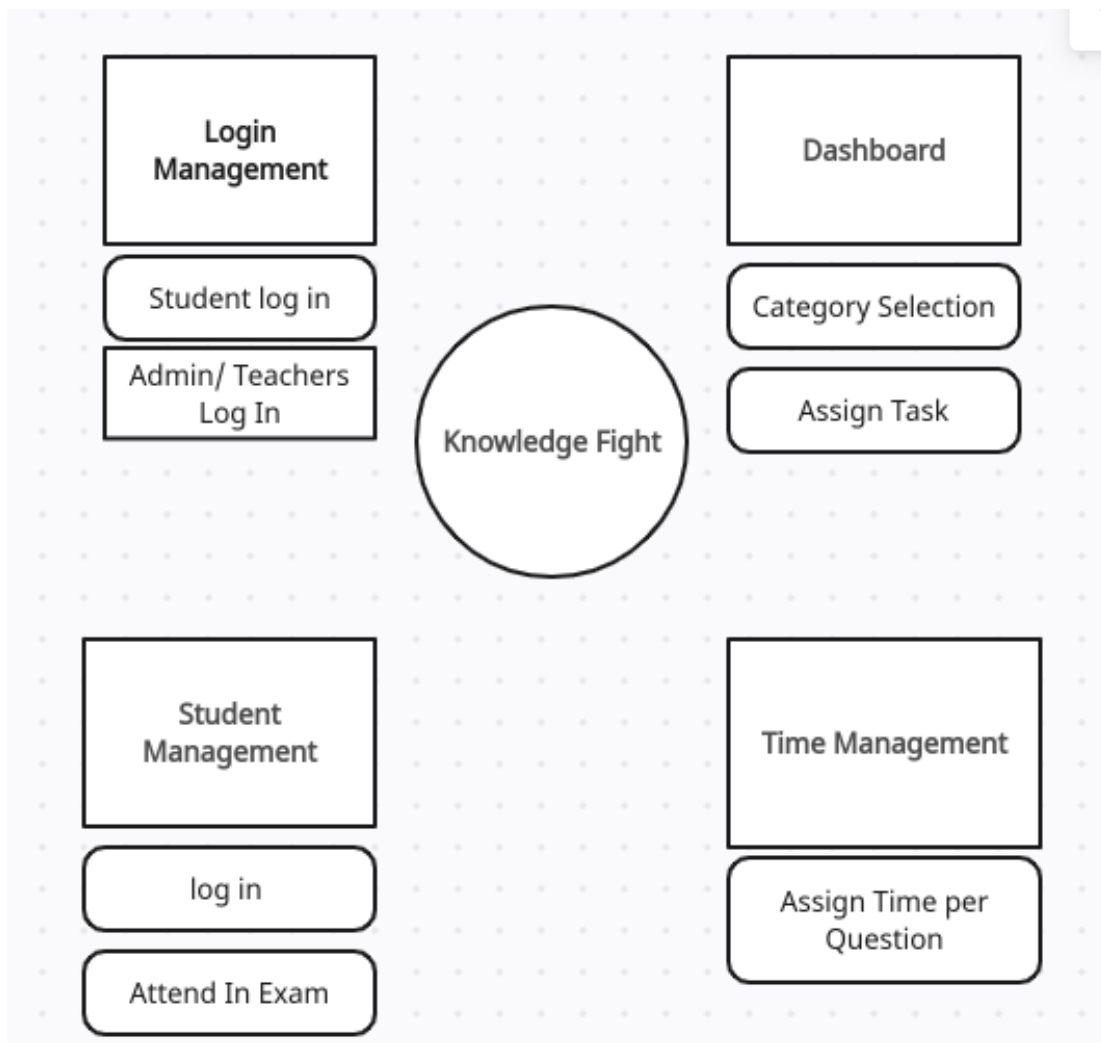 Login
Management
Student log in
Admin/ Teachers
Log In
Dashboard
Category Selection
Assign Task
Knowledge Fight
Student
Management
log in
Attend In Exam
Time Management
Assign Time per
Question